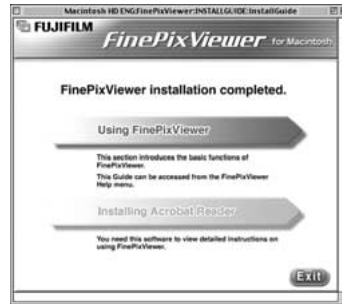 Macintosh HD ENG:FinePixViewer:INSTALLGUIDE:InstallGuide
FUJIFILM
FinePixViewer for Macintosh
FinePixViewer installation completed.
Using FinePixViewer
This section introduces the basic functions of
FinePixViewer.
This Guide can be accessed from the FinePixViewer
Help menu.
Installing Acrobat Reader
You need this software to view detailed instructions on
using FinePixViewer.
Exit